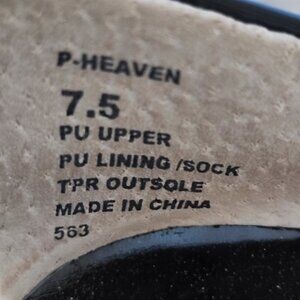 P-HEAVEN
7.5
PU UPPER
PU LINING /SOCK
TPR OUTSOLE
MADE IN CHINA
563